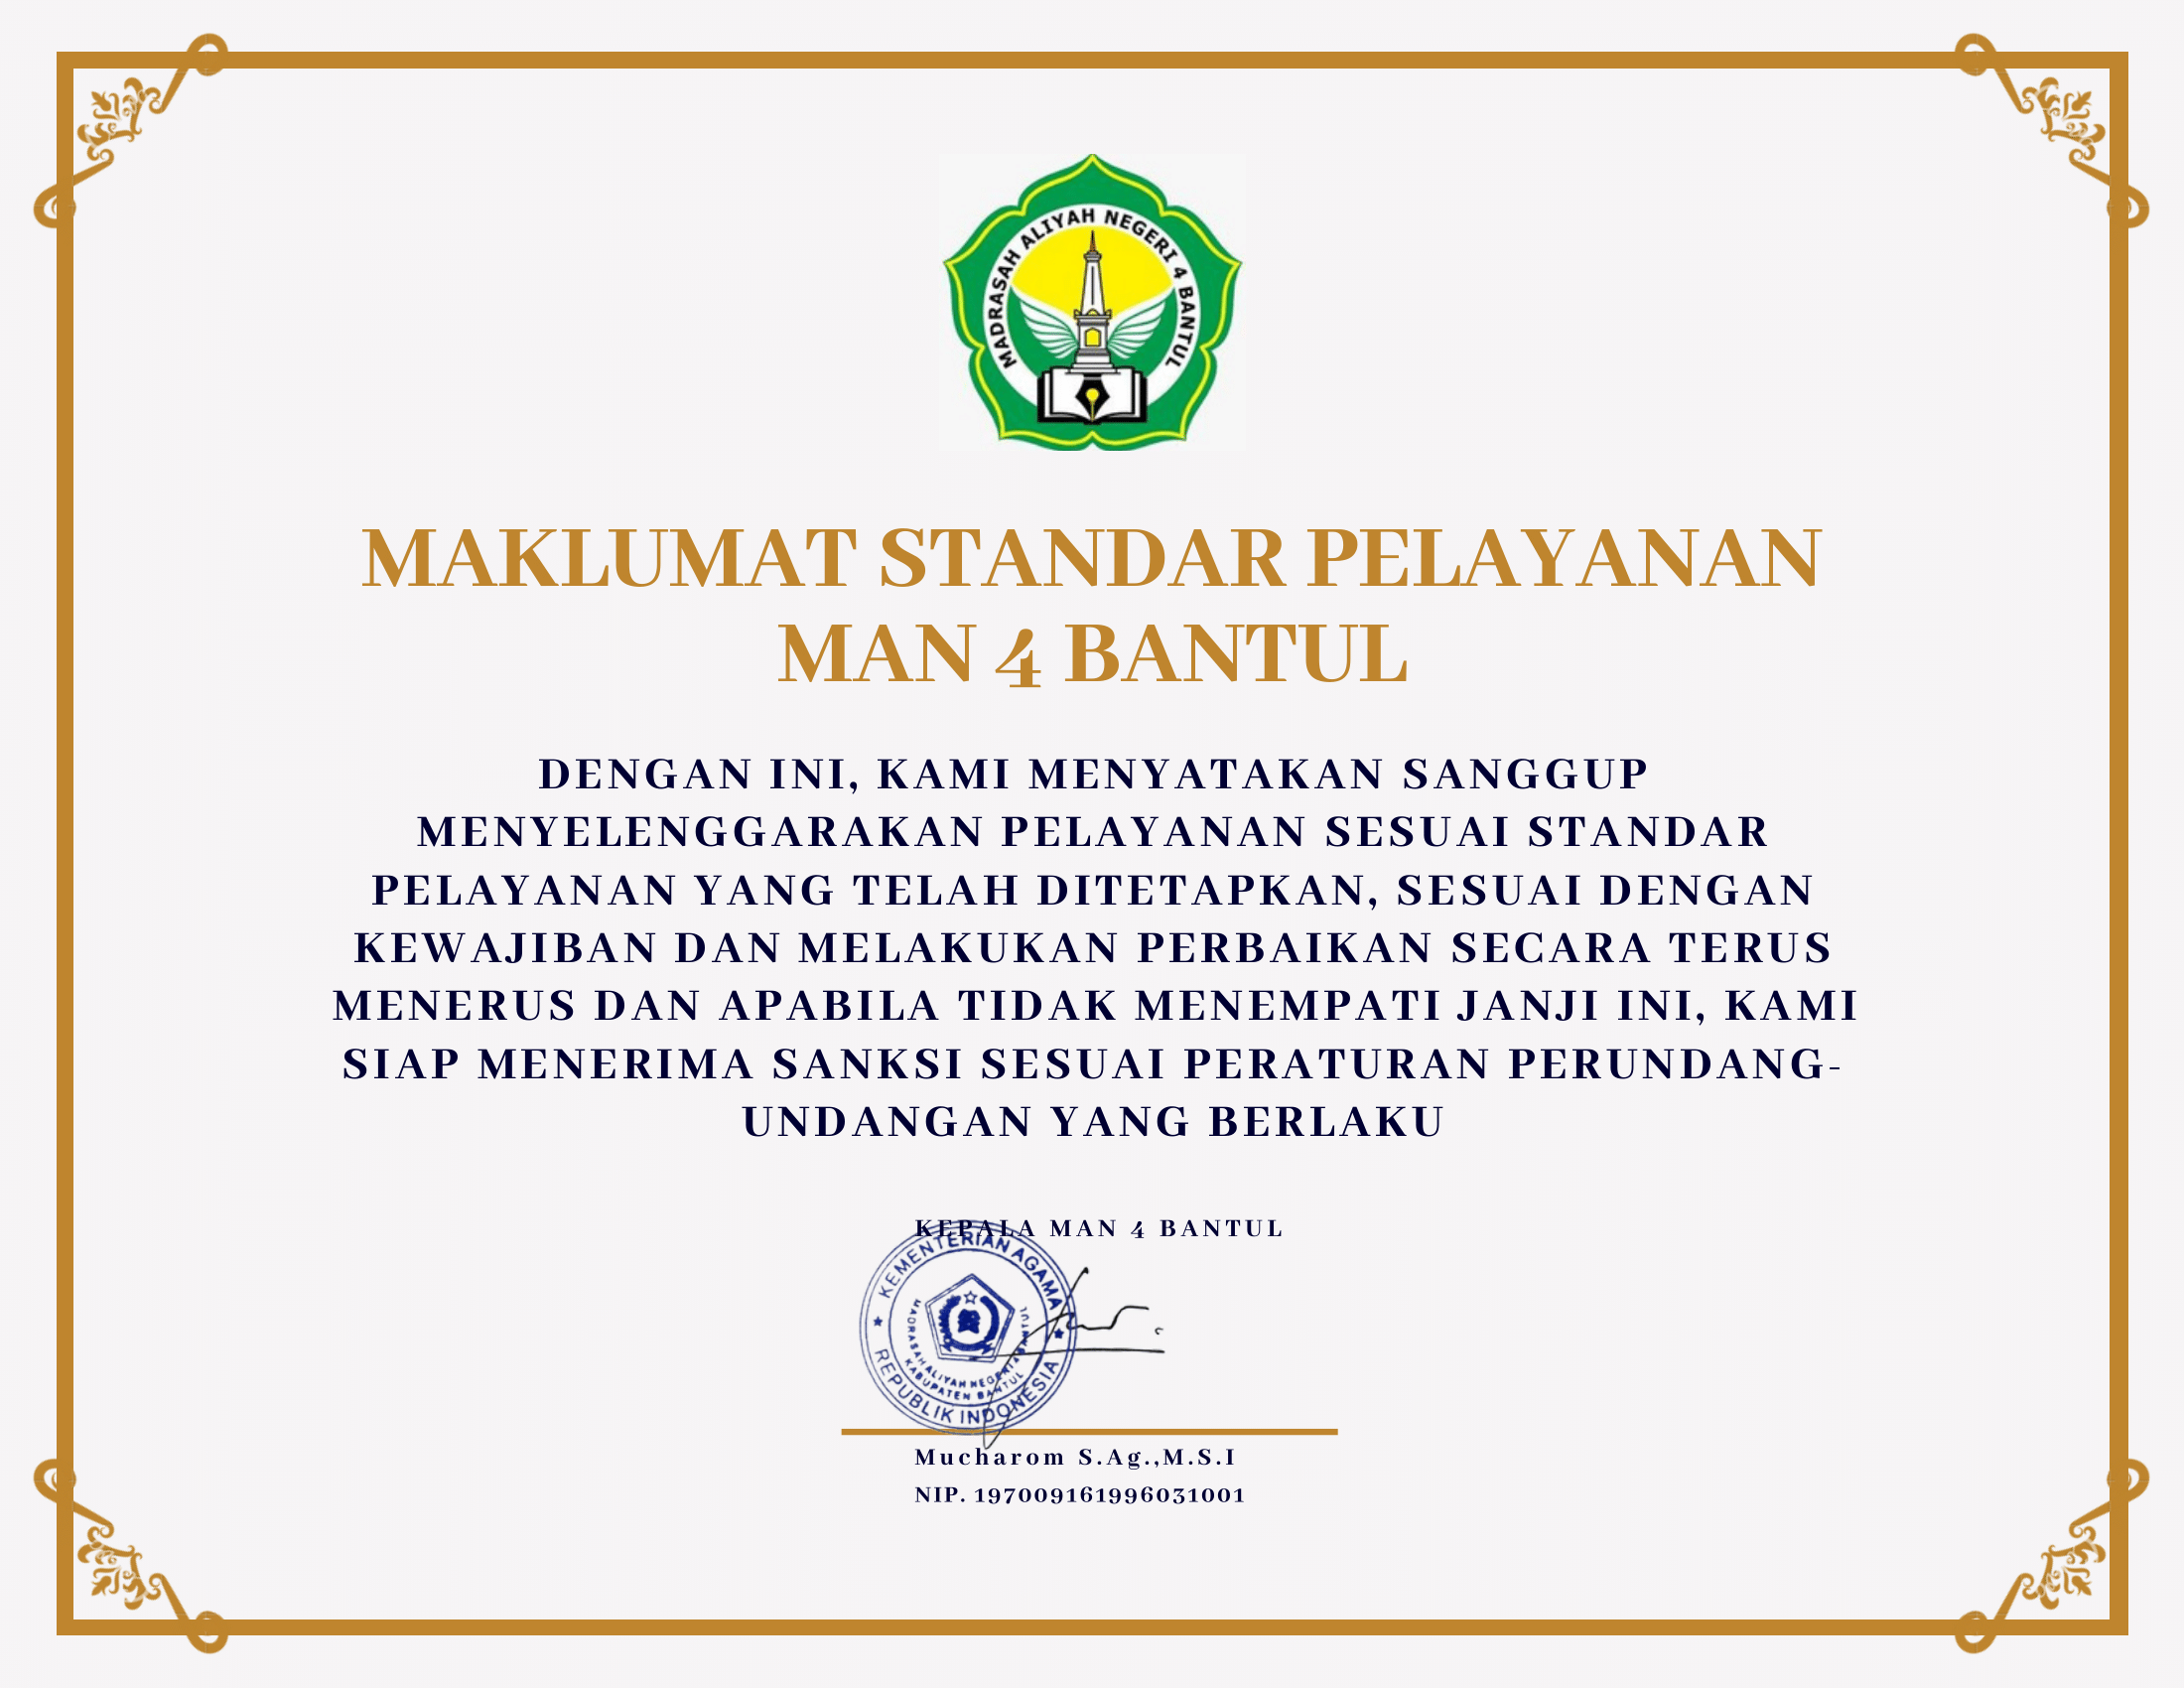 MADRASAH ALIYAH NEGERI 4 BANTUL
MAKLUMAT STANDAR PELAYANAN
MAN 4 BANTUL
DENGAN INI, KAMI MENYATAKAN SANGGUP
MENYELENGGARAKAN PELAYANAN SESUAI STANDAR
PELAYANAN YANG TELAH DITETAPKAN, SESUAI DENGAN
KEWAJIBAN DAN MELAKUKAN PERBAIKAN SECARA TERUS
MENERUS DAN APABILA TIDAK MENEMPATI JANJI INI, KAMI
SIAP MENERIMA SANKSI SESUAI PERATURAN PERUNDANG-
UNDANGAN YANG BERLAKU
KEPALA MAN 4 BANTUL
KEMENTERIAN AGAMA
MADRASAH ALIYAH NEGERI 4 BANTUL
KABUPATEN BANTUL
REPUBLIK INDONESIA
Mucharom S.Ag.,M.S.I
NIP. 197009161996031001